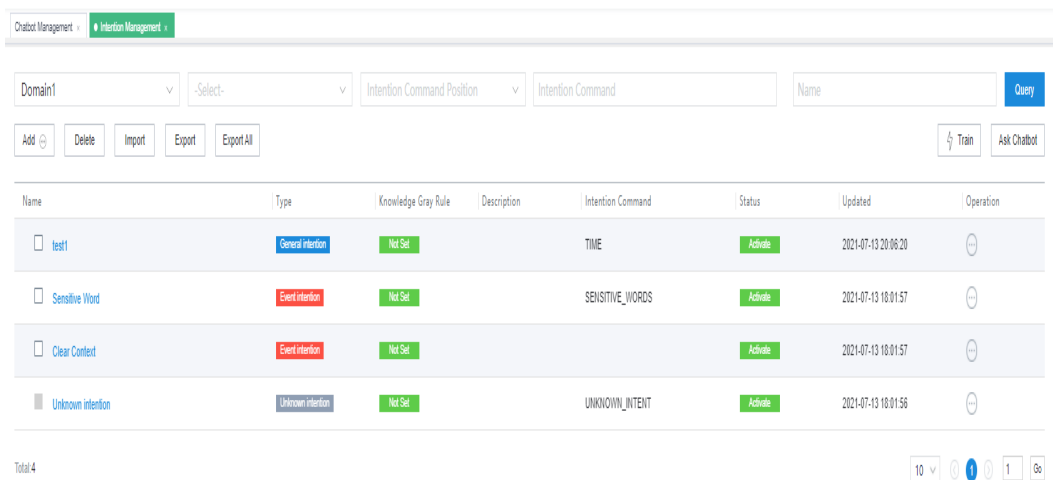 Chatbot Management × Intention Management ×
Domain1 -Select- Intention Command Position Intention Command Name Query
Add Delete Import Export Export All Train Ask Chatbot
Name Type Knowledge Gray Rule Description Intention Command Status Updated Operation
test1 General intention Not Set TIME Activate 2021-07-13 20:06:20
Sensitive Word Event intention Not Set SENSITIVE_WORDS Activate 2021-07-13 18:01:57
Clear Context Event intention Not Set Activate 2021-07-13 18:01:57
Unknown intention Unknown intention Not Set UNKNOWN_INTENT Activate 2021-07-13 18:01:56
Total:4 10 1 1 Go